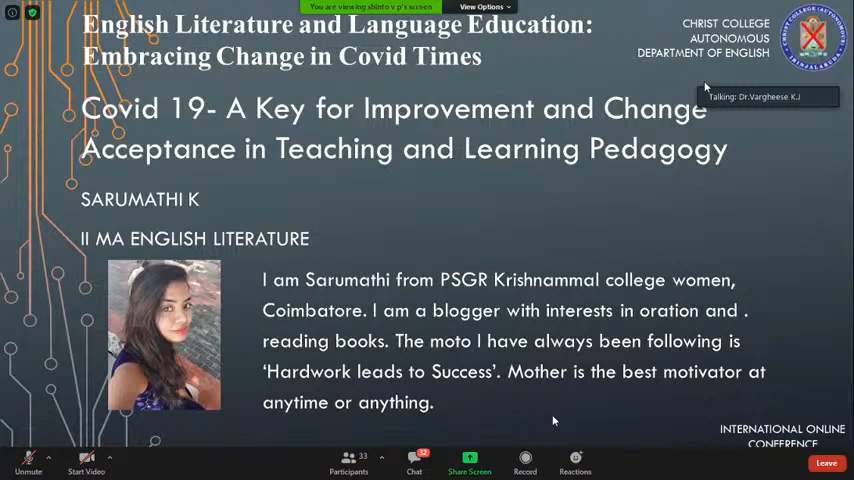 You are viewing shinto v p's screen
View Options
English Literature and Language Education:
Embracing Change in Covid Times
CHRIST COLLEGE
AUTONOMOUS
DEPARTMENT OF ENGLISH
Talking: Dr.Vargheese K.J
Covid 19- A Key for Improvement and Change
Acceptance in Teaching and Learning Pedagogy
SARUMATHI K
II MA ENGLISH LITERATURE
I am Sarumathi from PSGR Krishnammal college women,
Coimbatore. I am a blogger with interests in oration and .
reading books. The moto I have always been following is
‘Hardwork leads to Success’. Mother is the best motivator at
anytime or anything.
INTERNATIONAL ONLINE
CONFERENCE
Unmute
Start Video
Participants
33
Chat
32
Share Screen
Record
Reactions
Leave